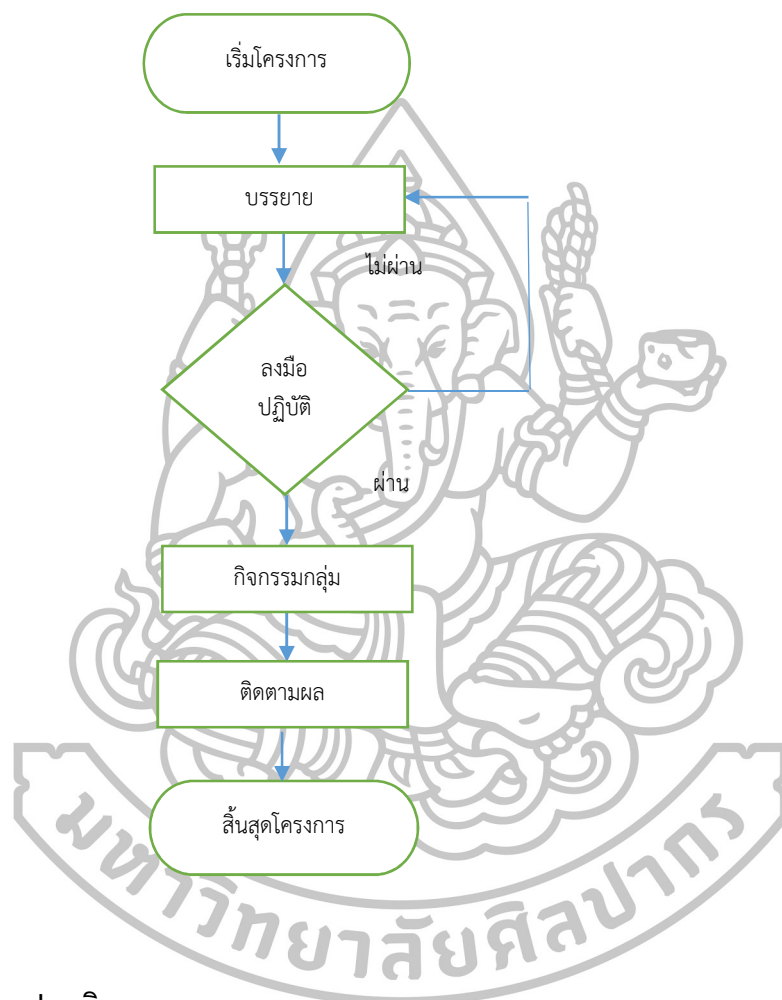 เริ่มโครงการ
บรรยาย
ไม่ผ่าน
ลงมือ
ปฏิบัติ
ผ่าน
กิจกรรมกลุ่ม
ติดตามผล
สิ้นสุดโครงการ
มหาวิทยาลัยศิลปากร